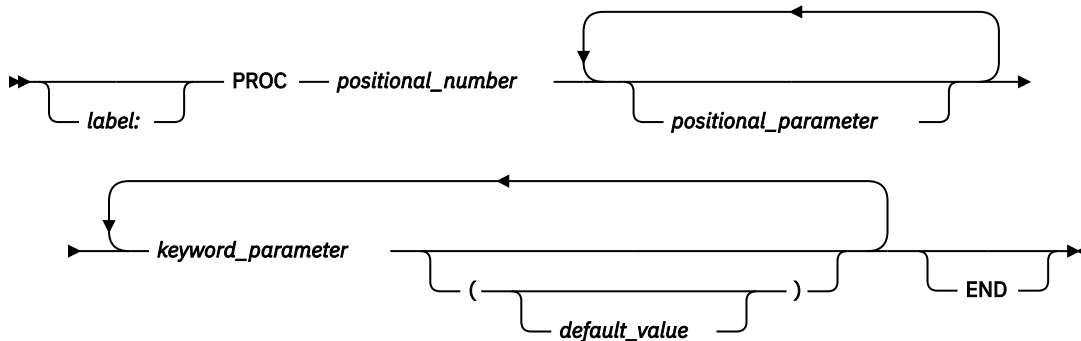 PROC positional_number
label: positional_parameter
keyword_parameter
( ) END
default_value